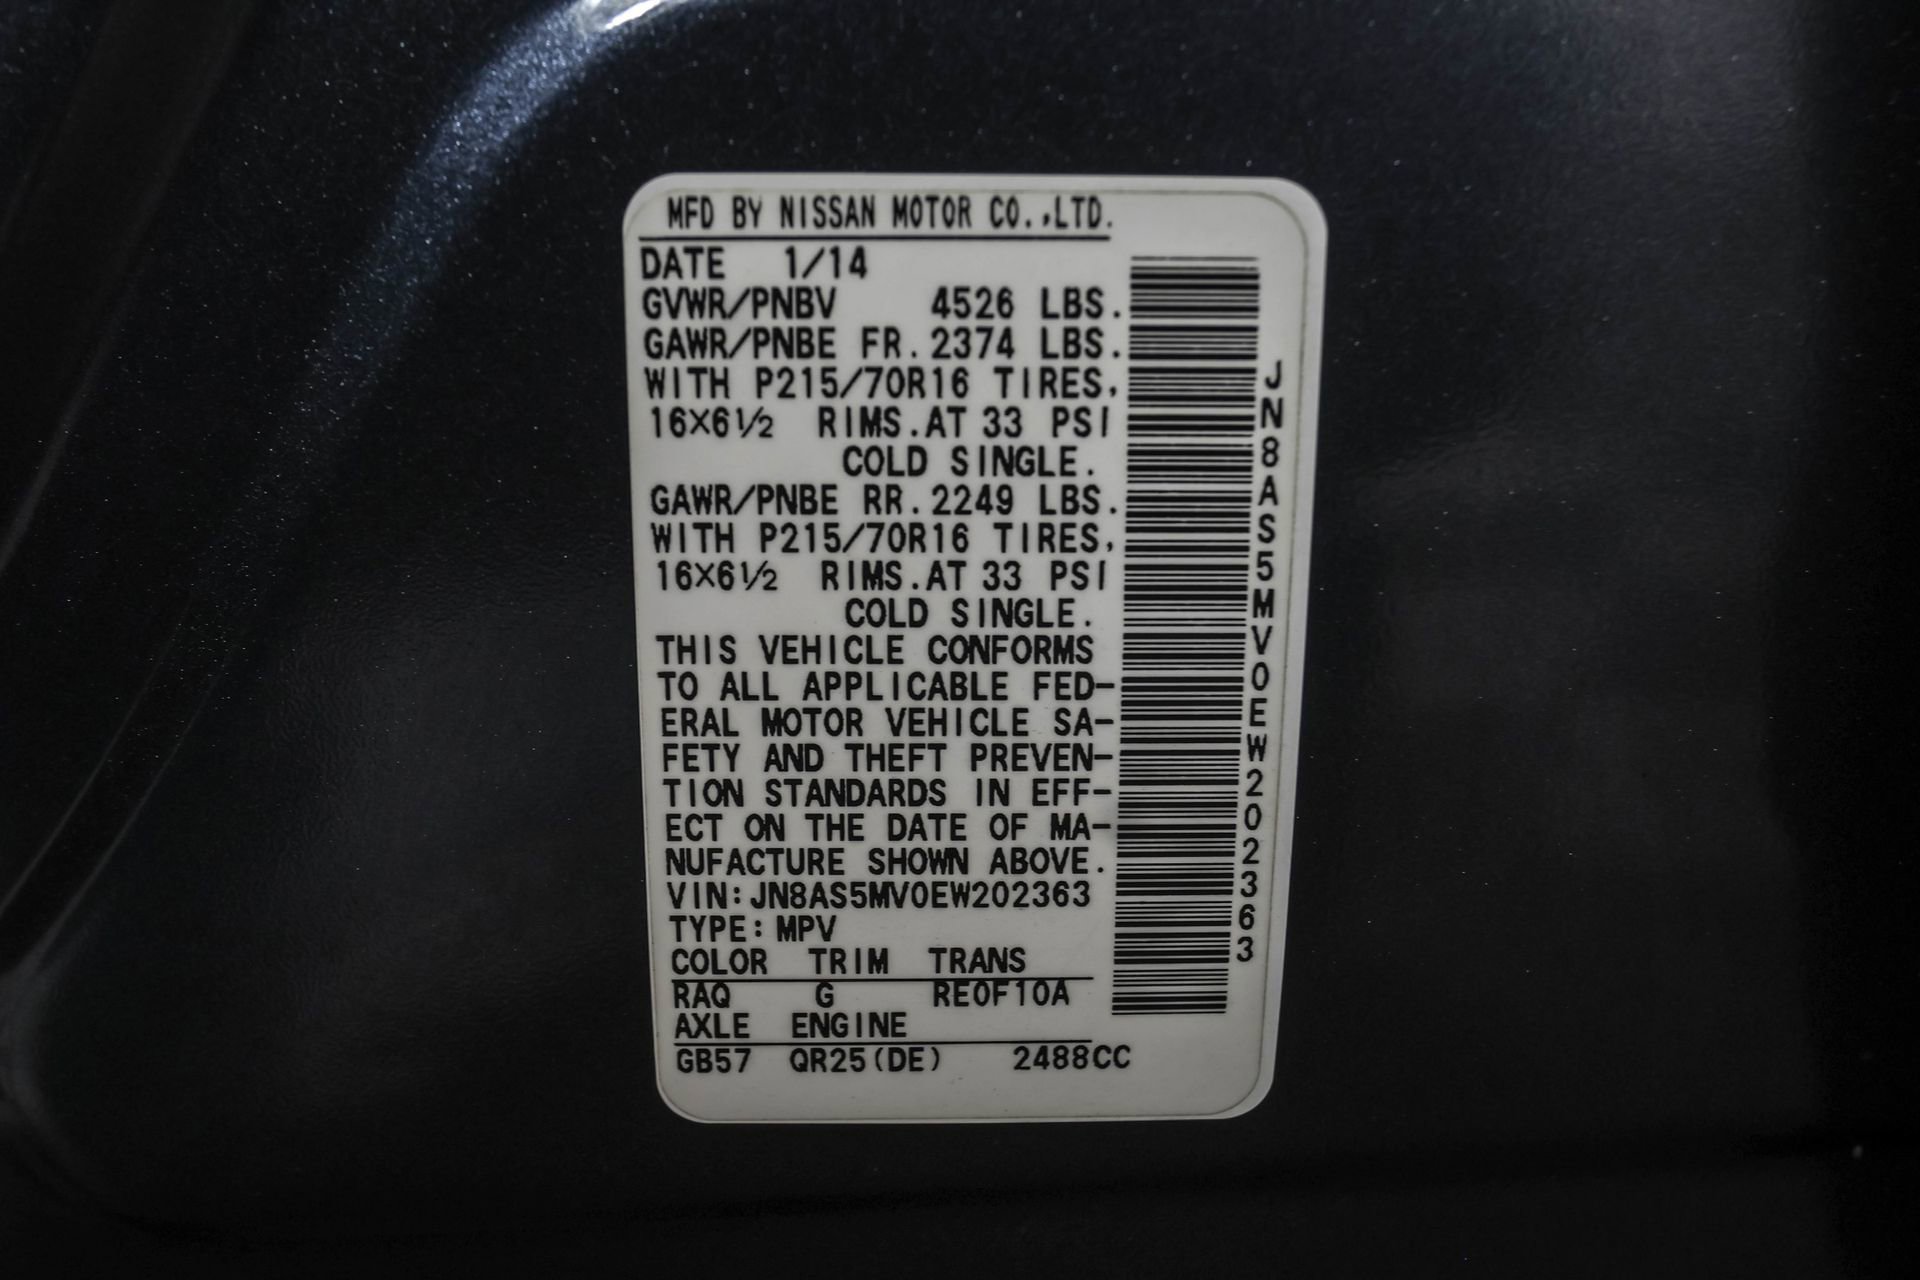 MFD BY NISSAN MOTOR CO.,LTD.
DATE 1/14
GVWR/PNBV 4526 LBS.
GAWR/PNBE FR. 2374 LBS.
WITH P215/70R16 TIRES,
16×6½ RIMS.AT 33 PSI
COLD SINGLE.
GAWR/PNBE RR. 2249 LBS.
WITH P215/70R16 TIRES,
16×6½ RIMS.AT 33 PSI
COLD SINGLE.
THIS VEHICLE CONFORMS
TO ALL APPLICABLE FED-
ERAL MOTOR VEHICLE SA-
FETY AND THEFT PREVEN-
TION STANDARDS IN EFF-
ECT ON THE DATE OF MA-
NUFACTURE SHOWN ABOVE.
VIN:JN8AS5MV0EW202363
TYPE:MPV
COLOR TRIM TRANS
RAQ G RE0F10A
AXLE ENGINE
GB57 QR25(DE) 2488CC
JN8AS5MV0EW202363